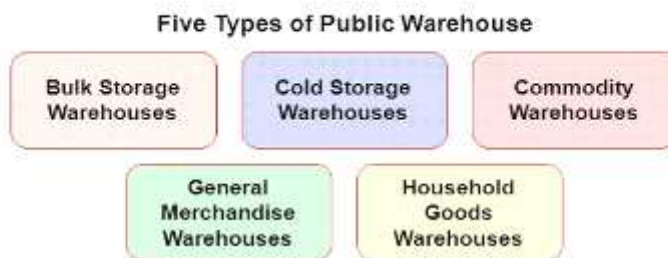 Five Types of Public Warehouse
Bulk Storage
Warehouses
Cold Storage
Warehouses
Commodity
Warehouses
General
Merchandise
Warehouses
Household
Goods
Warehouses